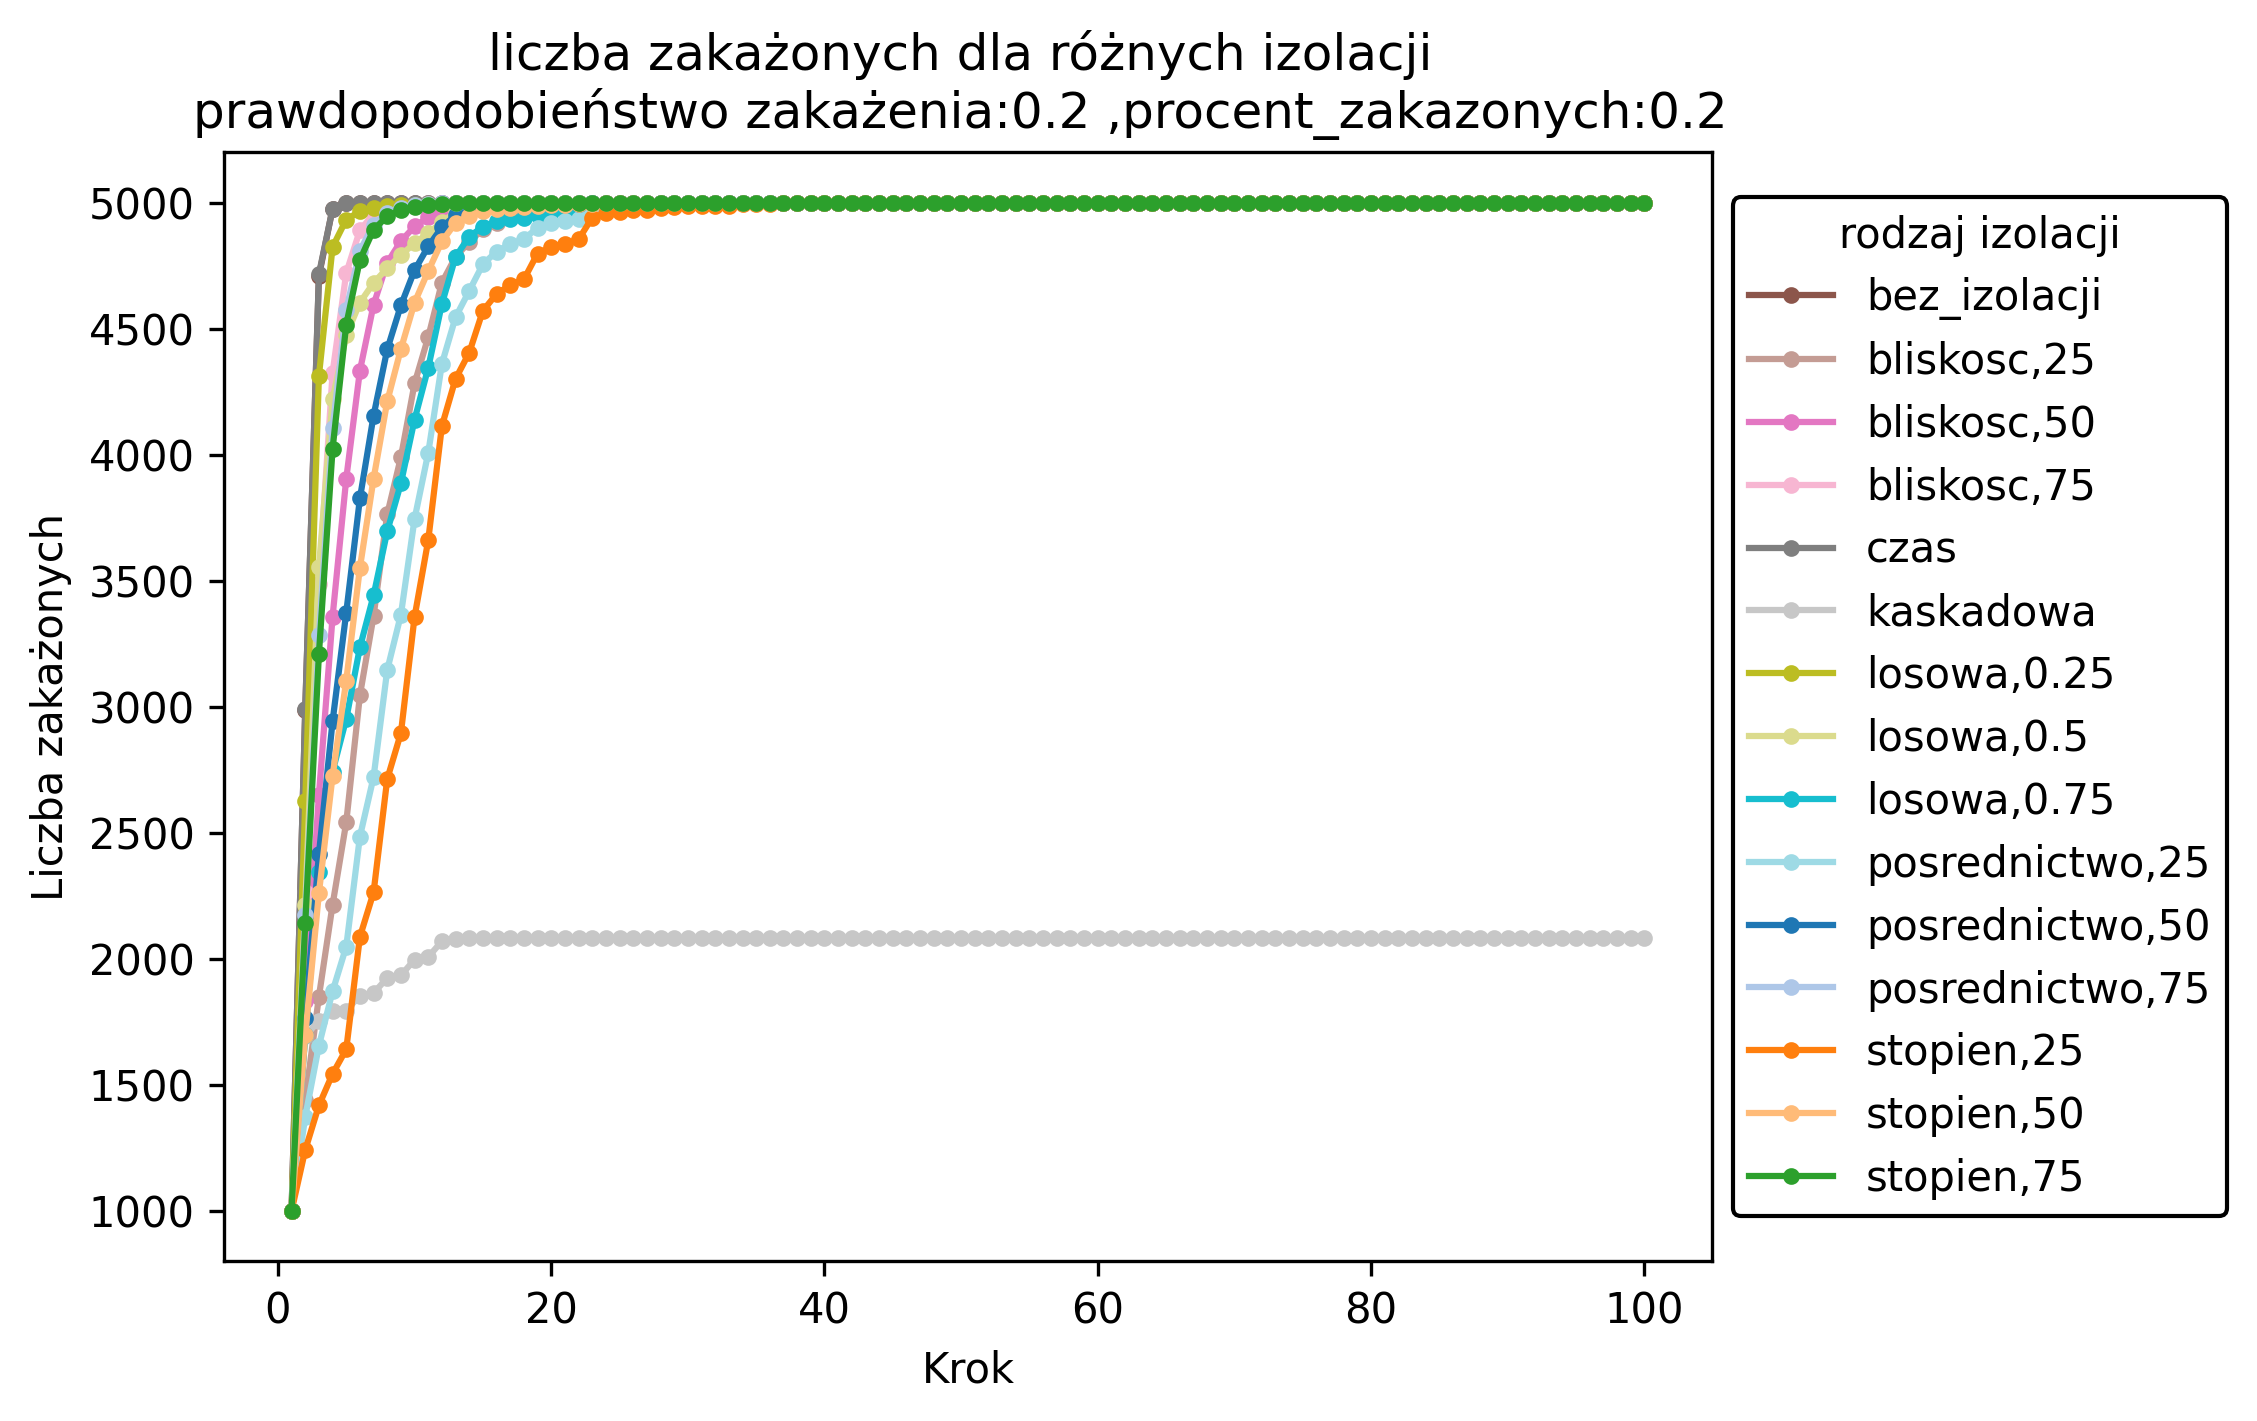 liczba zakażonych dla różnych izolacji
prawdopodobieństwo zakażenia:0.2 ,procent_zakazonych:0.2
Liczba zakażonych
5000
4500
4000
3500
3000
2500
2000
1500
1000
0 20 40 60 80 100
Krok
rodzaj izolacji
bez_izolacji
bliskosc,25
bliskosc,50
bliskosc,75
czas
kaskadowa
losowa,0.25
losowa,0.5
losowa,0.75
posrednictwo,25
posrednictwo,50
posrednictwo,75
stopien,25
stopien,50
stopien,75